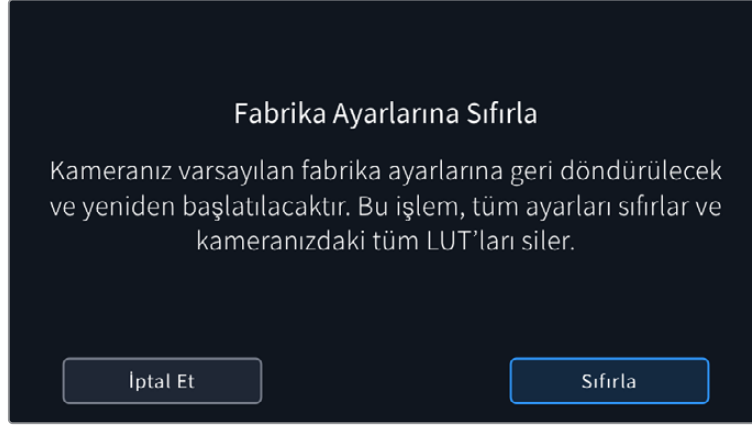 Fabrika Ayarlarına Sıfırla
Kameranız varsayılan fabrika ayarlarına geri döndürülecek
ve yeniden başlatılacaktır. Bu işlem, tüm ayarları sıfırlar ve
kameranızdaki tüm LUT’ları siler.
İptal Et
Sıfırla